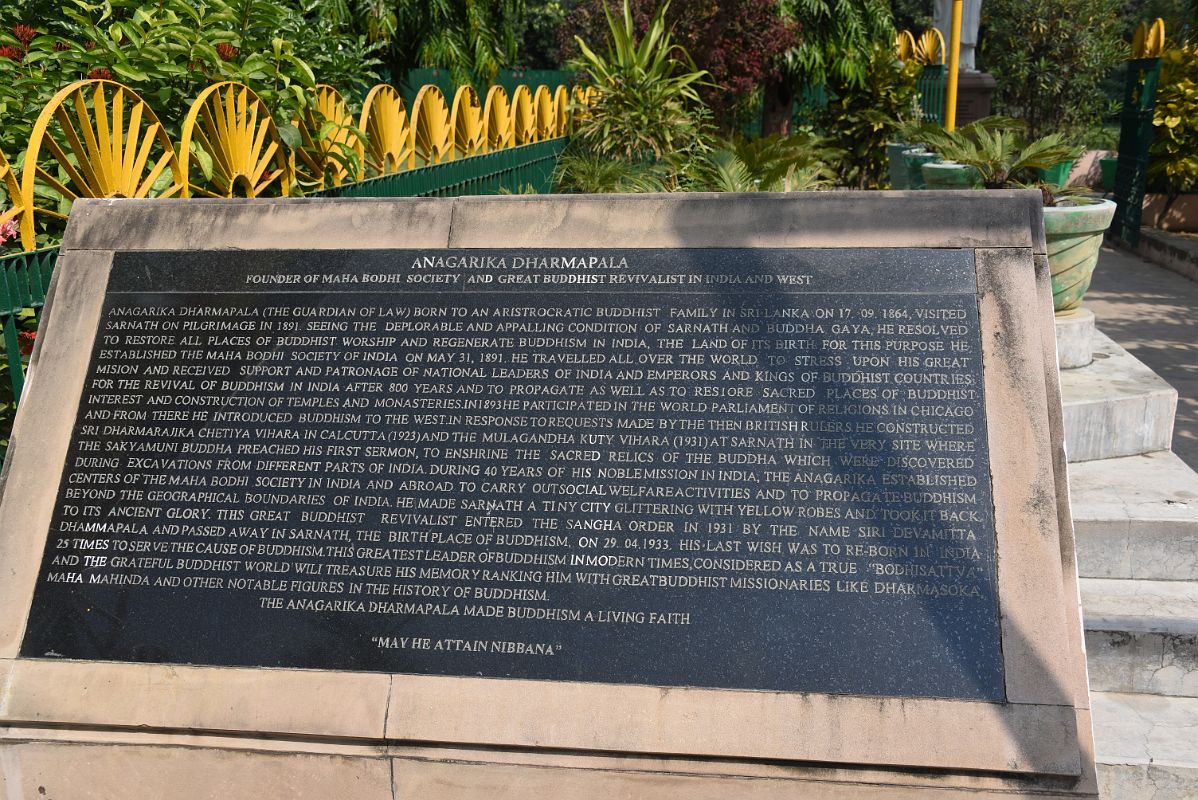 ANAGARIKA DHARMAPALA
FOUNDER OF MAHA BODHI SOCIETY AND GREAT BUDDHIST REVIVALIST IN INDIA AND WEST
ANAGARIKA DHARMAPALA (THE GUARDIAN OF LAW) BORN TO AN ARISTROCRATIC BUDDHIST FAMILY IN SRI-LANKA ON 17. 09. 1864, VISITED
SARNATH ON PILGRIMAGE IN 1891. SEEING THE DEPLORABLE AND APPALLING CONDITION OF SARNATH AND BUDDHA GAYA, HE RESOLVED
TO RESTORE ALL PLACES OF BUDDHIST WORSHIP AND REGENERATE BUDDHISM IN INDIA, THE LAND OF ITS BIRTH. FOR THIS PURPOSE HE
ESTABLISHED THE MAHA BODHI SOCIETY OF INDIA ON MAY 31, 1891. HE TRAVELLED ALL OVER THE WORLD TO STRESS UPON HIS GREAT
MISION AND RECEIVED SUPPORT AND PATRONAGE OF NATIONAL LEADERS OF INDIA AND EMPERORS AND KINGS OF BUDDHIST COUNTRIES
FOR THE REVIVAL OF BUDDHISM IN INDIA AFTER 800 YEARS AND TO PROPAGATE AS WELL AS TO RESTORE SACRED PLACES OF BUDDHIST
INTEREST AND CONSTRUCTION OF TEMPLES AND MONASTERIES.IN1893HE PARTICIPATED IN THE WORLD PARLIAMENT OF RELIGIONS IN CHICAGO
AND FROM THERE HE INTRODUCED BUDDHISM TO THE WEST.IN RESPONSE TO REQUESTS MADE BY THE THEN BRITISH RULERS. HE CONSTRUCTED
SRI DHARMARAJIKA CHETIYA VIHARA IN CALCUTTA (1923) AND THE MULAGANDHA KUTY VIHARA (1931) AT SARNATH IN THE VERY SITE WHERE
THE SAKYAMUNI BUDDHA PREACHED HIS FIRST SERMON, TO ENSHRINE THE SACRED RELICS OF THE BUDDHA WHICH WERE DISCOVERED
DURING EXCAVATIONS FROM DIFFERENT PARTS OF INDIA. DURING 40 YEARS OF HIS NOBLE MISSION IN INDIA, THE ANAGARIKA ESTABLISHED
CENTERS OF THE MAHA BODHI SOCIETY IN INDIA AND ABROAD TO CARRY OUT SOCIAL WELFARE ACTIVITIES AND TO PROPAGATE BUDDHISM
BEYOND THE GEOGRAPHICAL BOUNDARIES OF INDIA. HE MADE SARNATH A TINY CITY GLITTERING WITH YELLOW ROBES AND TOOK IT BACK
TO ITS ANCIENT GLORY. THIS GREAT BUDDHIST REVIVALIST ENTERED THE SANGHA ORDER IN 1931 BY THE NAME SIRI DEVAMITTA
DHAMMAPALA AND PASSED AWAY IN SARNATH, THE BIRTH PLACE OF BUDDHISM. ON 29. 04.1933. HIS LAST WISH WAS TO RE-BORN IN INDIA
25 TIMES TO SERVE THE CAUSE OF BUDDHISM.THIS GREATEST LEADER OF BUDDHISM IN MODERN TIMES, CONSIDERED AS A TRUE "BODHISATTVA"
AND THE GRATEFUL BUDDHIST WORLD WILL TREASURE HIS MEMORY RANKING HIM WITH GREAT BUDDHIST MISSIONARIES LIKE DHARMASOKA,
MAHA MAHINDA AND OTHER NOTABLE FIGURES IN THE HISTORY OF BUDDHISM.
THE ANAGARIKA DHARMAPALA MADE BUDDHISM A LIVING FAITH
"MAY HE ATTAIN NIBBANA"